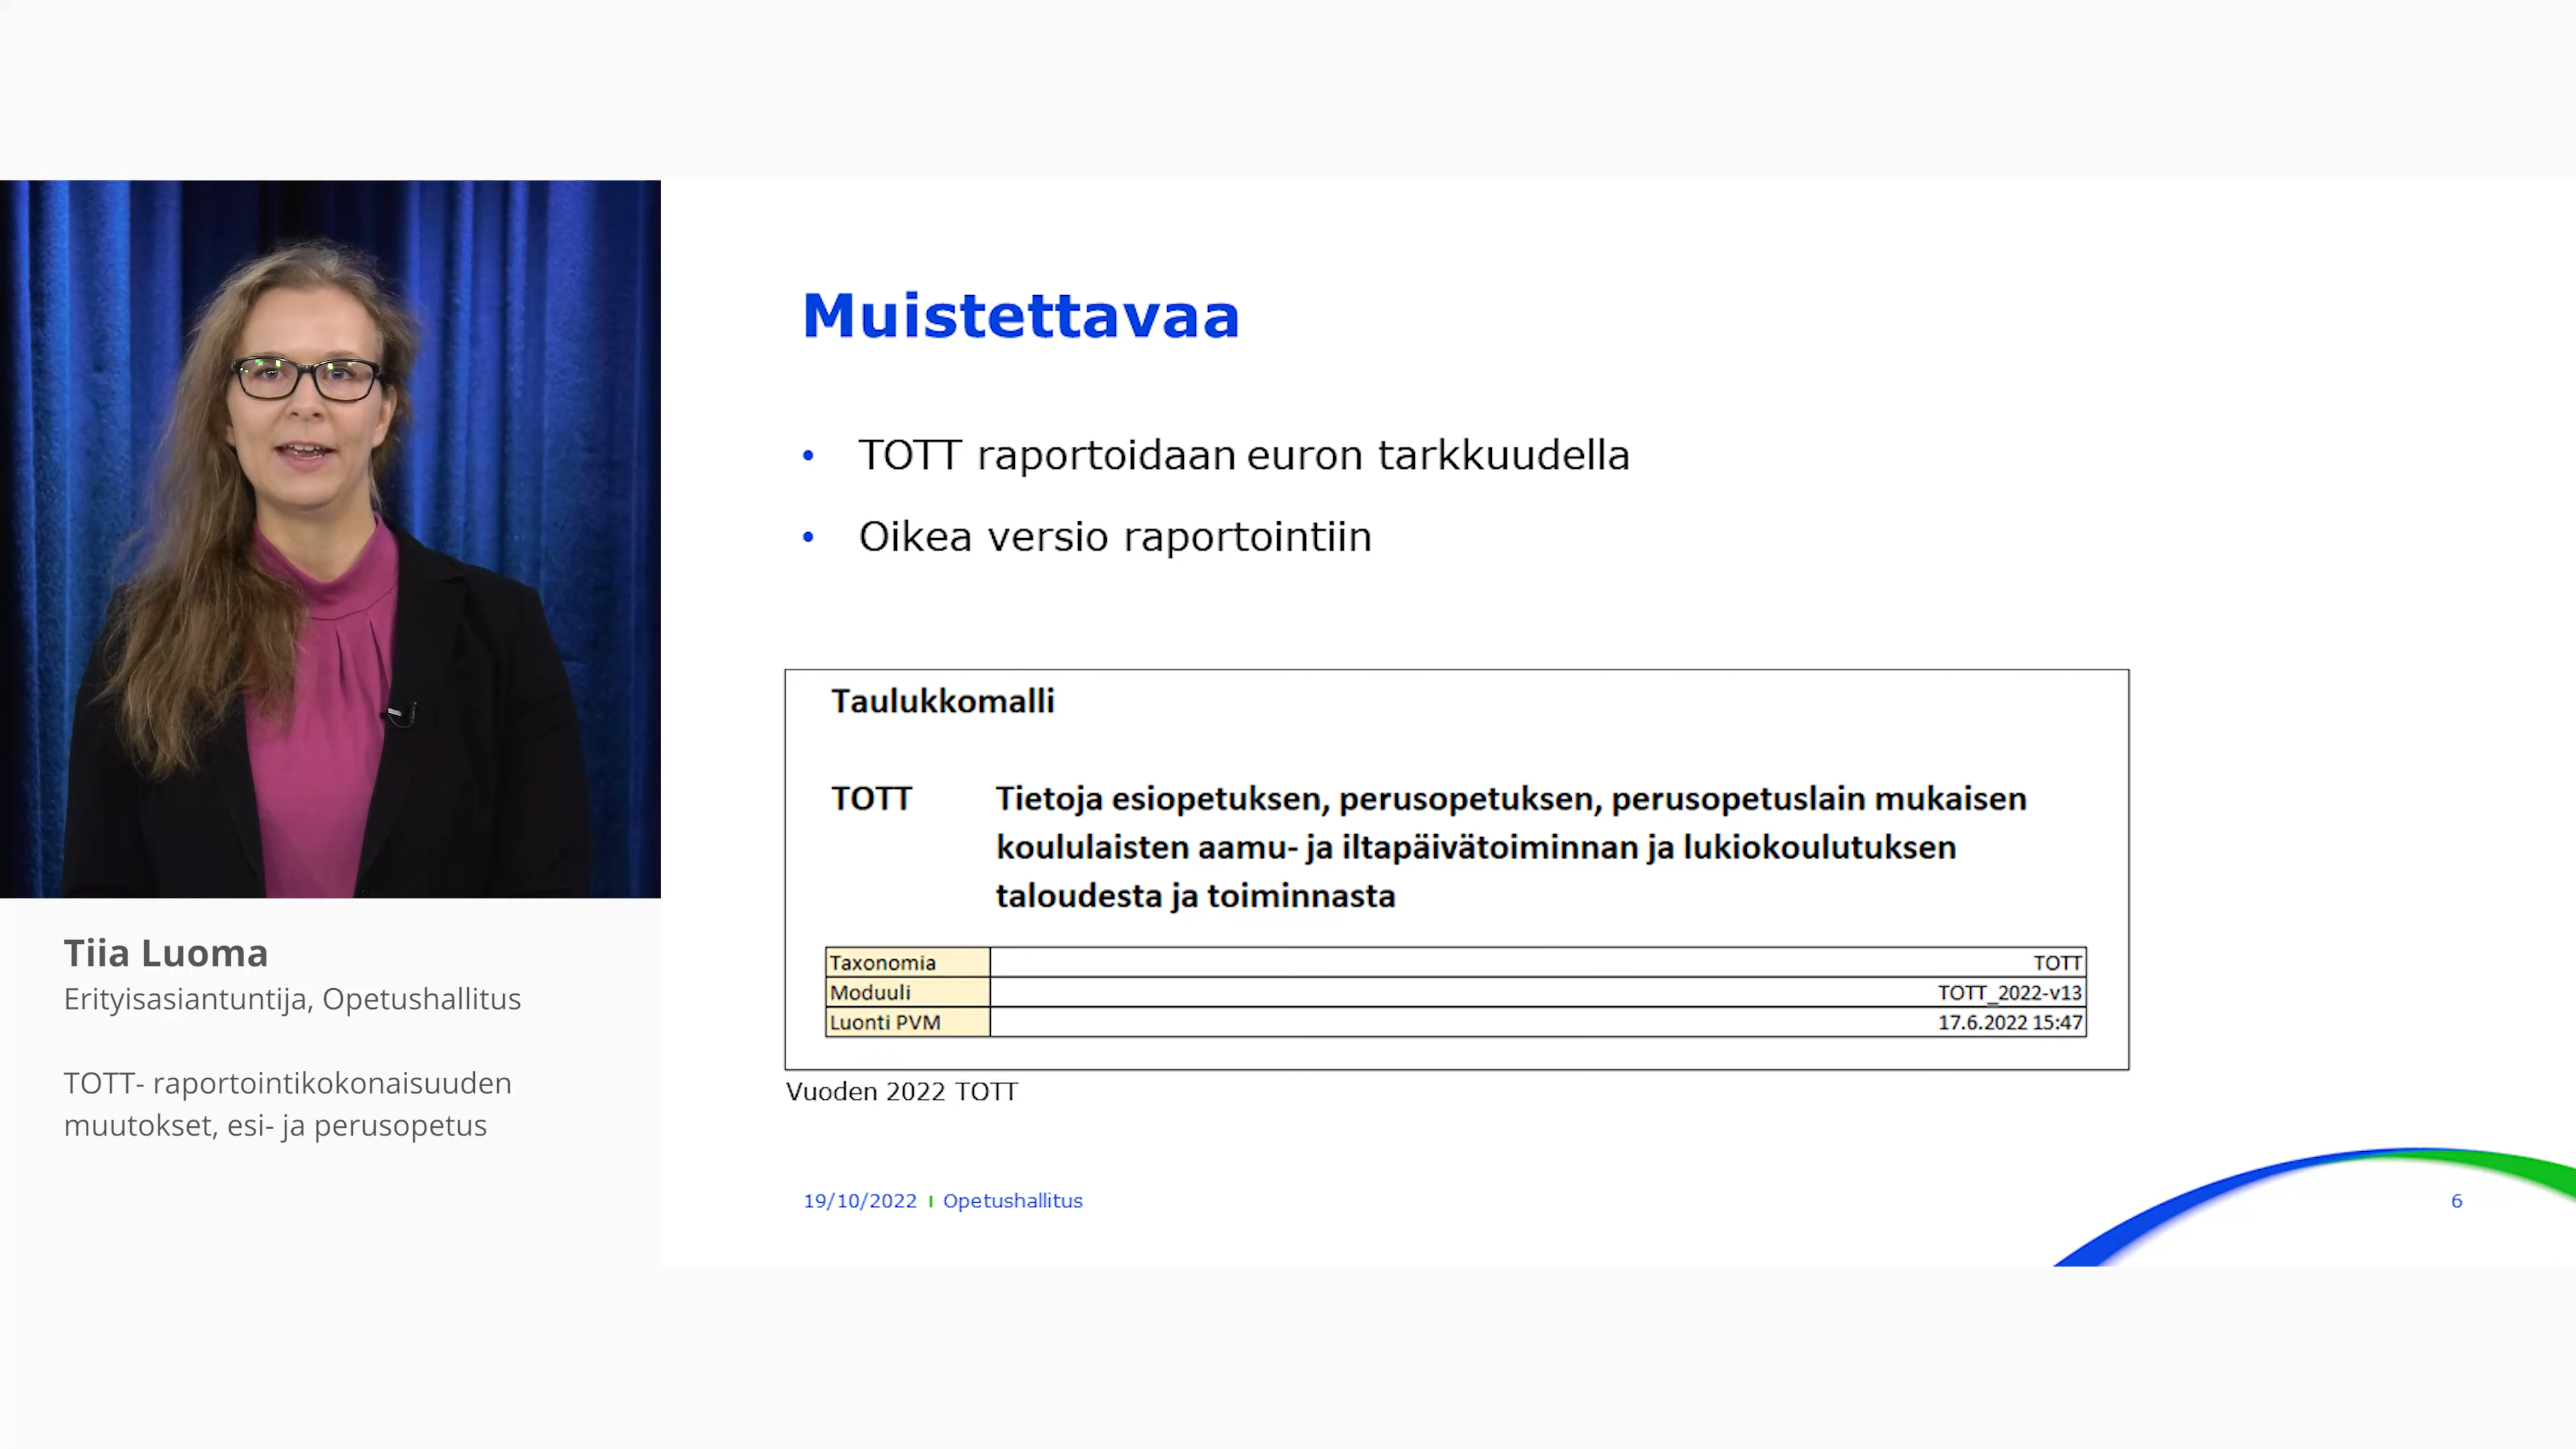 Muistettavaa
• TOTT raportoidaan euron tarkkuudella
• Oikea versio raportointiin
Taulukkomalli
TOTT Tietoja esiopetuksen, perusopetuksen, perusopetuslain mukaisen
koululaisten aamu- ja iltapäivätoiminnan ja lukiokoulutuksen
taloudesta ja toiminnasta
Taxonomia TOTT
Moduuli TOTT_2022-v13
Luonti PVM 17.6.2022 15:47
Vuoden 2022 TOTT
19/10/2022 I Opetushallitus 6
Tiia Luoma
Erityisasiantuntija, Opetushallitus
TOTT- raportointikokonaisuuden
muutokset, esi- ja perusopetus